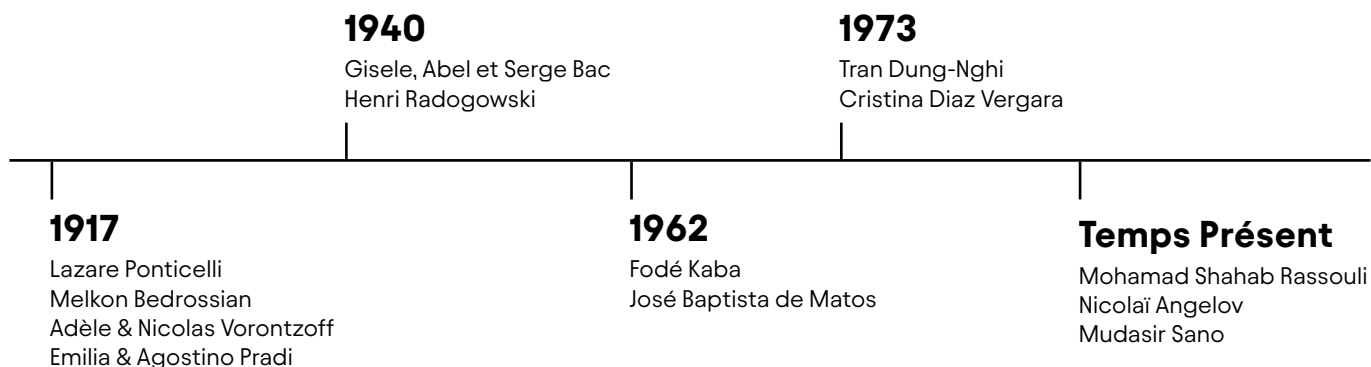 1940
Gisele, Abel et Serge Bac
Henri Radogowski
1973
Tran Dung-Nghi
Cristina Diaz Vergara
1917
Lazare Ponticelli
Melkon Bedrossian
Adèle & Nicolas Vorontzoff
Emilia & Agostino Pradi
1962
Fodé Kaba
José Baptista de Matos
Temps Présent
Mohamad Shahab Rassouli
Nicolaï Angelov
Mudasir Sano